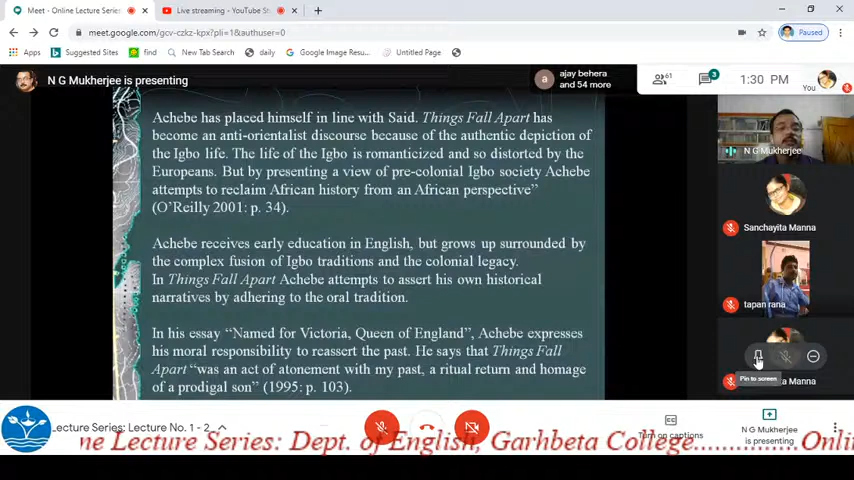 Meet - Online Lecture Series:
Live streaming - YouTube St
meet.google.com/gcv-czkz-kpx?pli=1&authuser=0
Paused
Apps
Suggested Sites
find
New Tab Search
daily
Google Image Resu...
Untitled Page
N G Mukherjee is presenting
a
ajay behera
and 54 more
61
3
1:30 PM
You
Achebe has placed himself in line with Said. Things Fall Apart has
become an anti-orientalist discourse because of the authentic depiction of
the Igbo life. The life of the Igbo is romanticized and so distorted by the
Europeans. But by presenting a view of pre-colonial Igbo society Achebe
attempts to reclaim African history from an African perspective”
(O’Reilly 2001: p. 34).
Achebe receives early education in English, but grows up surrounded by
the complex fusion of Igbo traditions and the colonial legacy.
In Things Fall Apart Achebe attempts to assert his own historical
narratives by adhering to the oral tradition.
In his essay “Named for Victoria, Queen of England”, Achebe expresses
his moral responsibility to reassert the past. He says that Things Fall
Apart “was an act of atonement with my past, a ritual return and homage
of a prodigal son” (1995: p. 103).
N G Mukherjee
Sanchayita Manna
tapan rana
Pin to screen
ta Manna
Lecture Series: Lecture No. 1 - 2
Turn on captions
N G Mukherjee
is presenting
ne Lecture Series: Dept. of English, Garhbeta College...............Onli